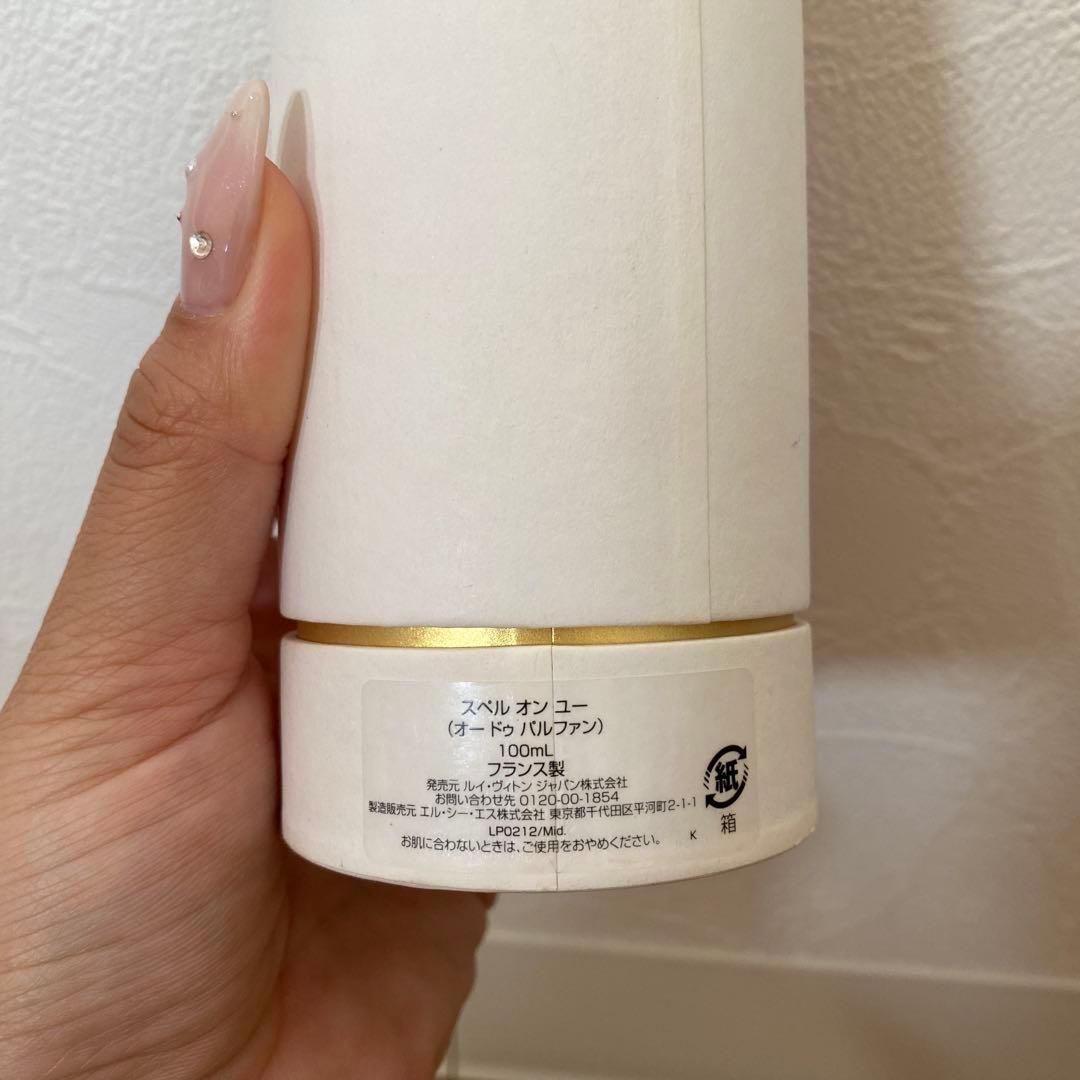 スペル オン ユー
(オー ドゥ パルファン)
100mL
フランス製
発売元 ルイ・ヴィトン ジャパン株式会社
お問い合わせ先 0120-00-1854
製造販売元 エル・シー・エス株式会社 東京都千代田区平河町2-1-1
LP0212/Mid.
お肌に合わないときは、ご使用をおやめください。
K
紙
箱